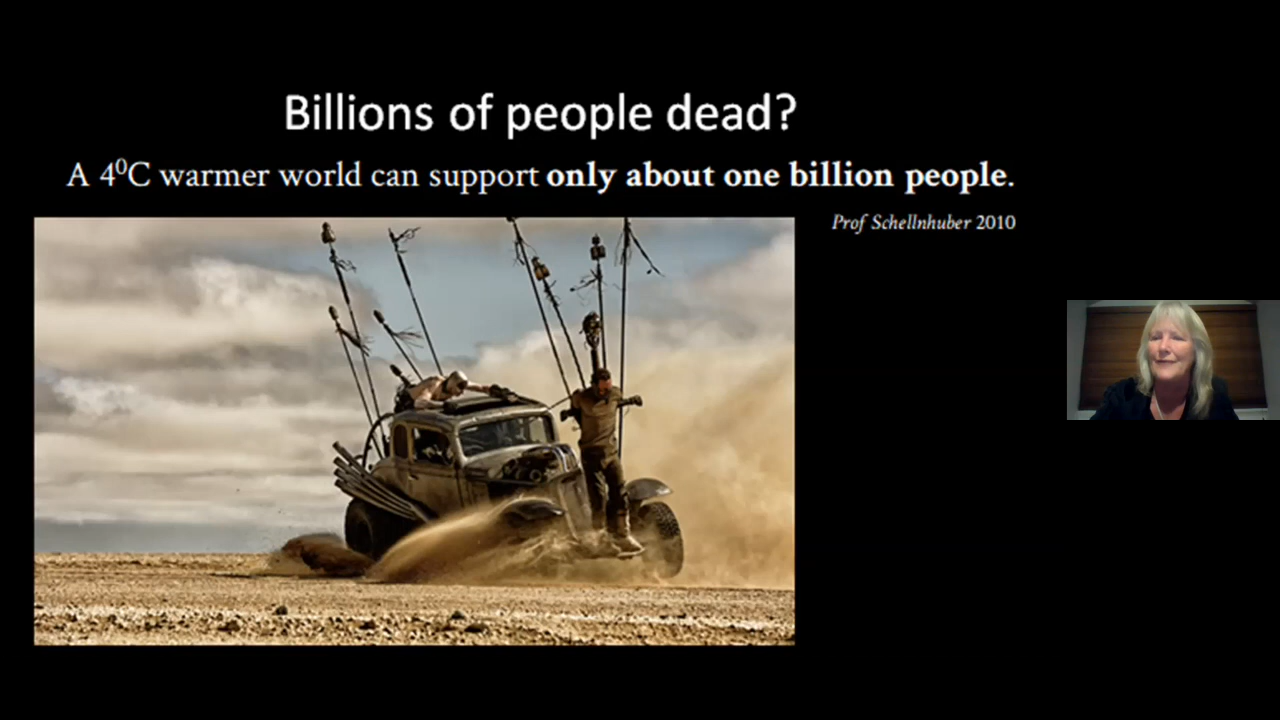 Billions of people dead?
A 4⁰C warmer world can support only about one billion people.
Prof Schellnhuber 2010